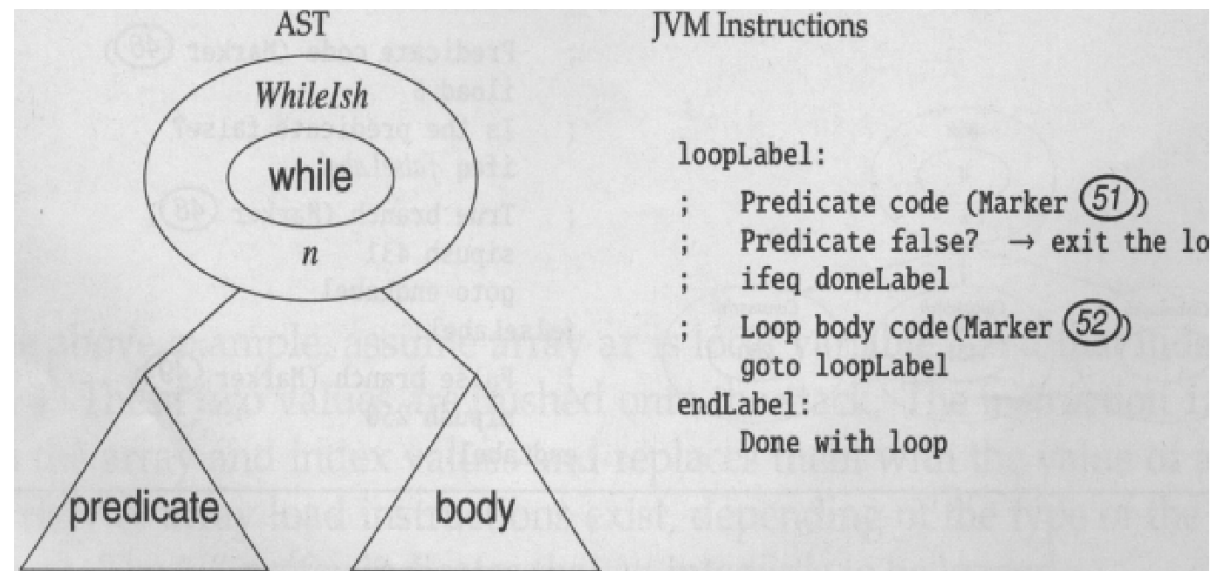 AST
JVM Instructions
WhileIsh
while
n
predicate
body
loopLabel:
; Predicate code (Marker 51)
; Predicate false? → exit the lo
; ifeq doneLabel
; Loop body code(Marker 52)
goto loopLabel
endLabel:
Done with loop